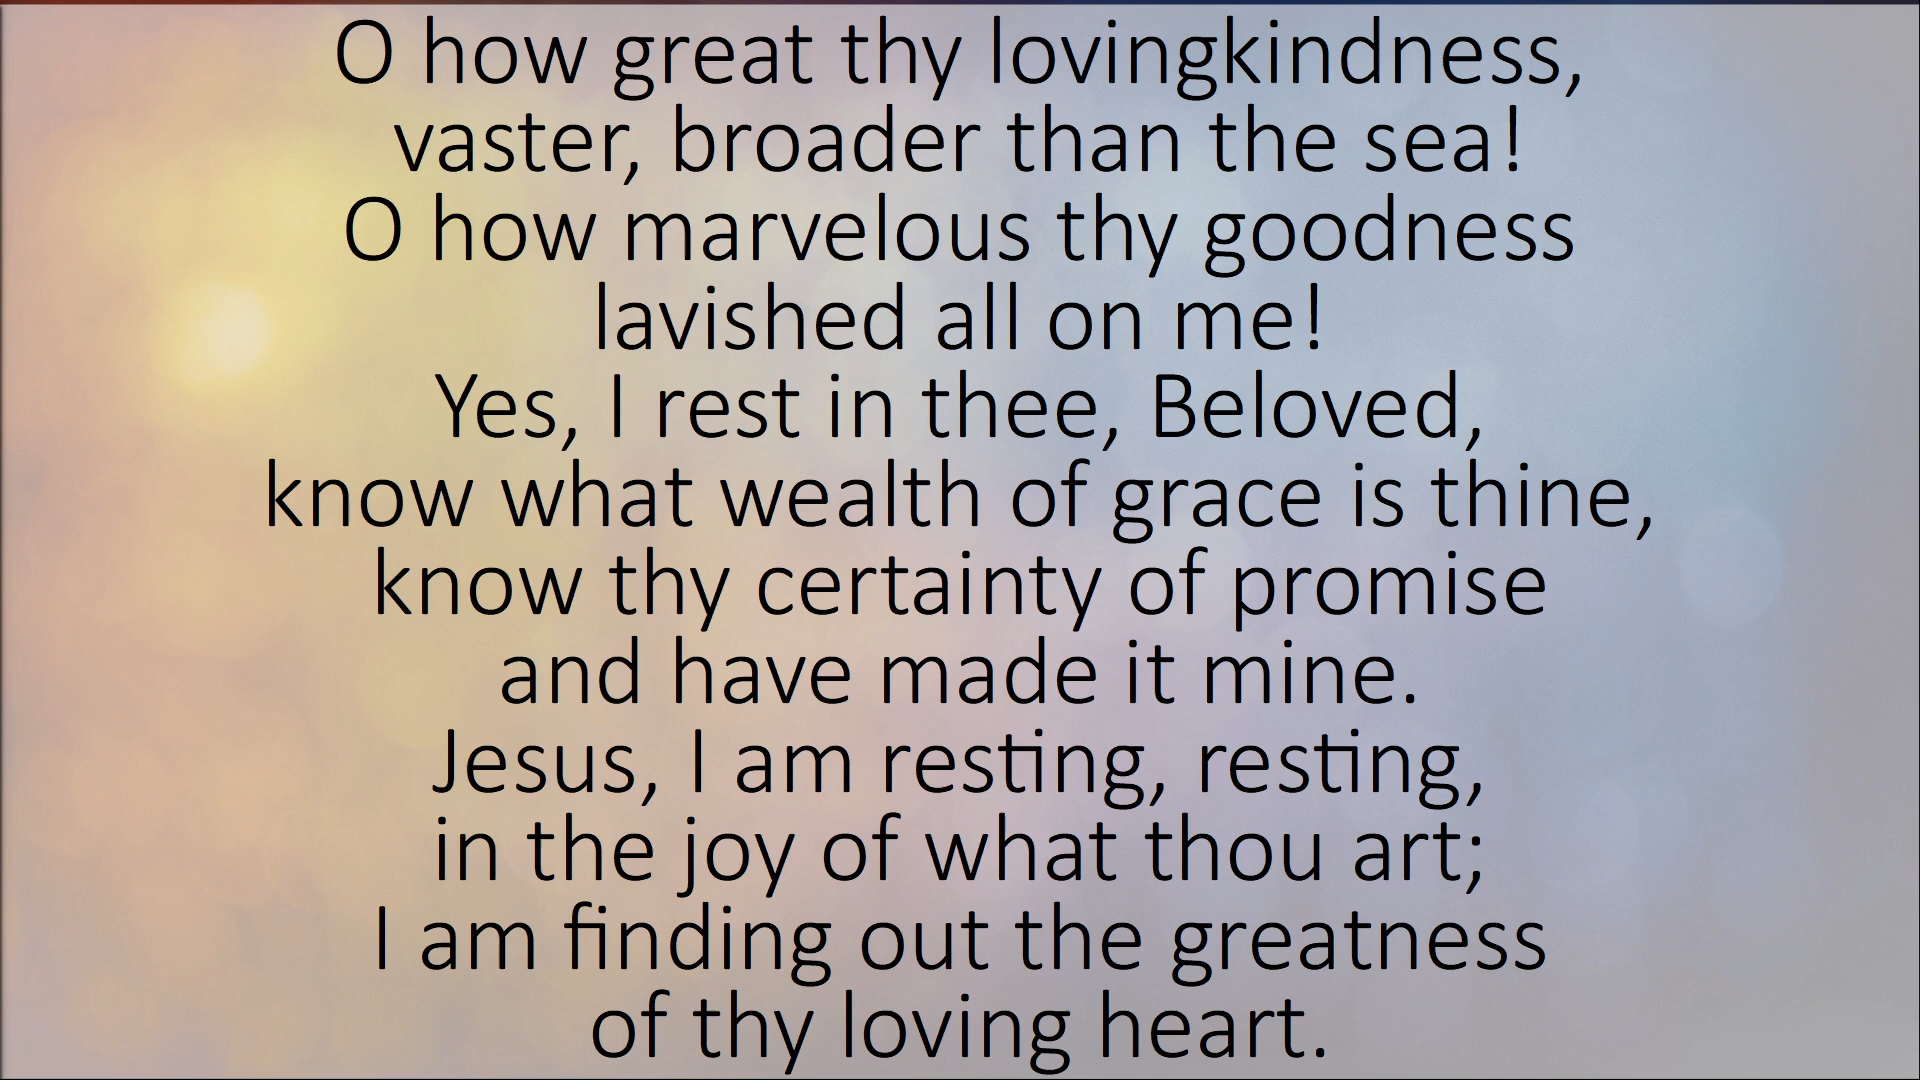 O how great thy lovingkindness,
vaster, broader than the sea!
O how marvelous thy goodness
lavished all on me!
Yes, I rest in thee, Beloved,
know what wealth of grace is thine,
know thy certainty of promise
and have made it mine.
Jesus, I am resting, resting,
in the joy of what thou art;
I am finding out the greatness
of thy loving heart.